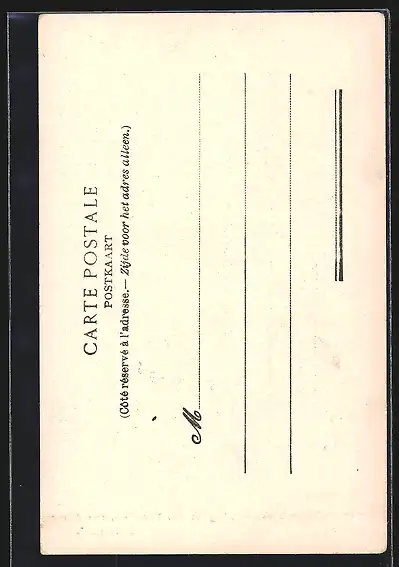 CARTE POSTALE
POSTKAART
(Côté réservé à l'adresse.— Zijde voor het adres alleen.)
M